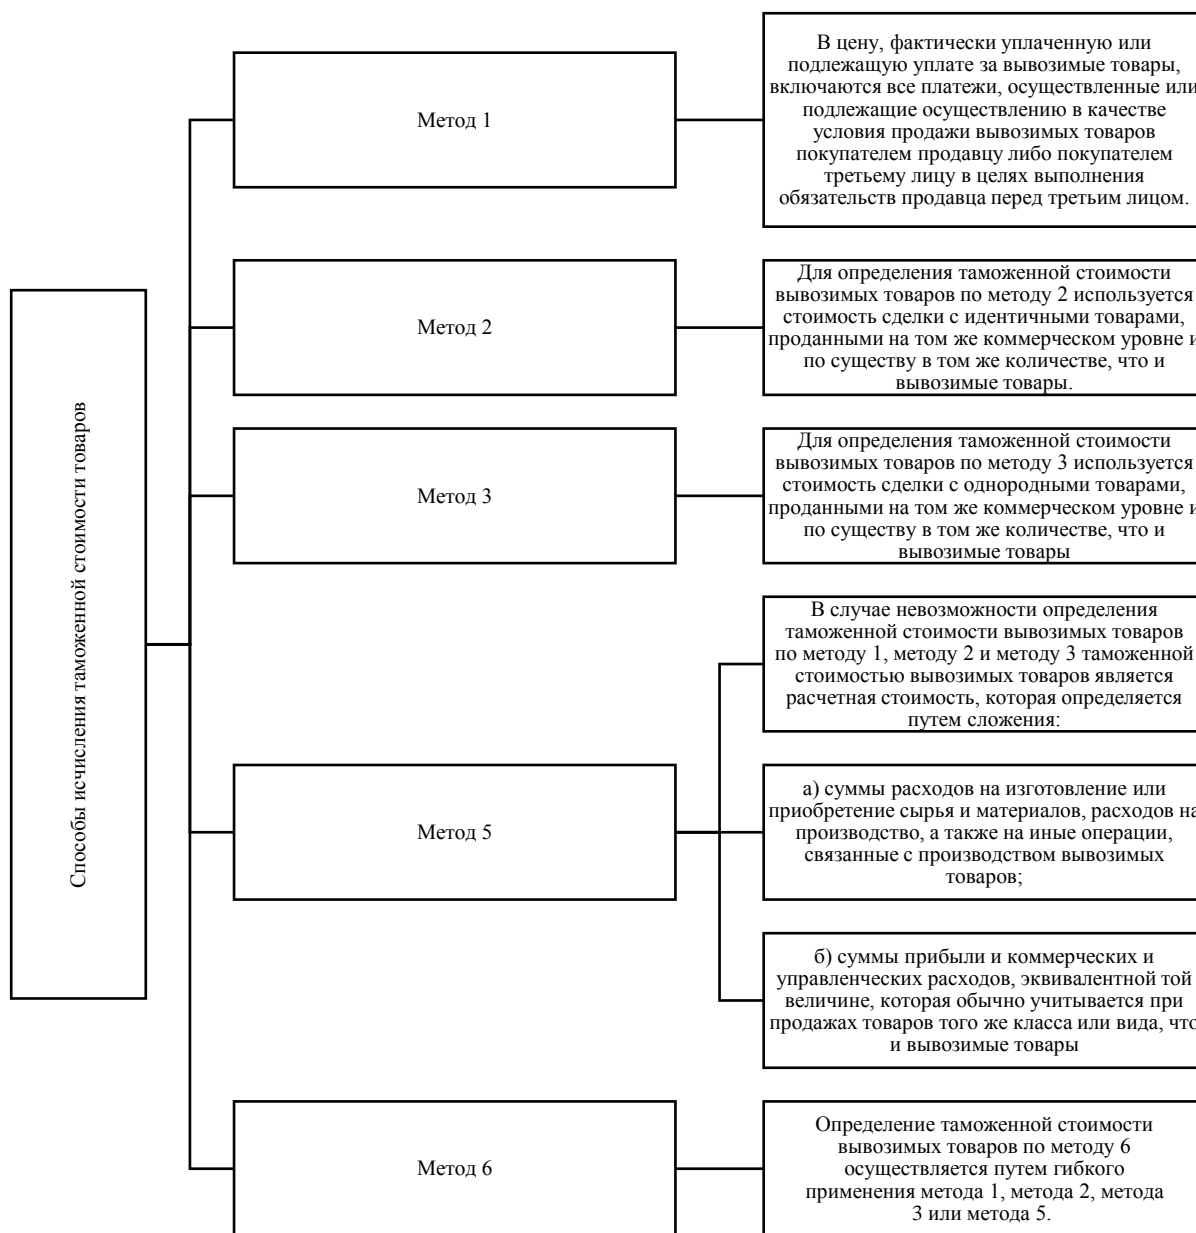 Способы исчисления таможенной стоимости товаров
Метод 1
В цену, фактически уплаченную или
подлежащую уплате за вывозимые товары,
включаются все платежи, осуществленные или
подлежащие осуществлению в качестве
условия продажи вывозимых товаров
покупателем продавцу либо покупателем
третьему лицу в целях выполнения
обязательств продавца перед третьим лицом.
Метод 2
Для определения таможенной стоимости
вывозимых товаров по методу 2 используется
стоимость сделки с идентичными товарами,
проданными на том же коммерческом уровне и
по существу в том же количестве, что и
вывозимые товары.
Метод 3
Для определения таможенной стоимости
вывозимых товаров по методу 3 используется
стоимость сделки с однородными товарами,
проданными на том же коммерческом уровне и
по существу в том же количестве, что и
вывозимые товары
Метод 5
В случае невозможности определения
таможенной стоимости вывозимых товаров
по методу 1, методу 2 и методу 3 таможенной
стоимостью вывозимых товаров является
расчетная стоимость, которая определяется
путем сложения:
а) суммы расходов на изготовление или
приобретение сырья и материалов, расходов на
производство, а также на иные операции,
связанные с производством вывозимых
товаров;
б) суммы прибыли и коммерческих и
управленческих расходов, эквивалентной той
величине, которая обычно учитывается при
продажах товаров того же класса или вида, что
и вывозимые товары
Метод 6
Определение таможенной стоимости
вывозимых товаров по методу 6
осуществляется путем гибкого
применения метода 1, метода 2, метода
3 или метода 5.